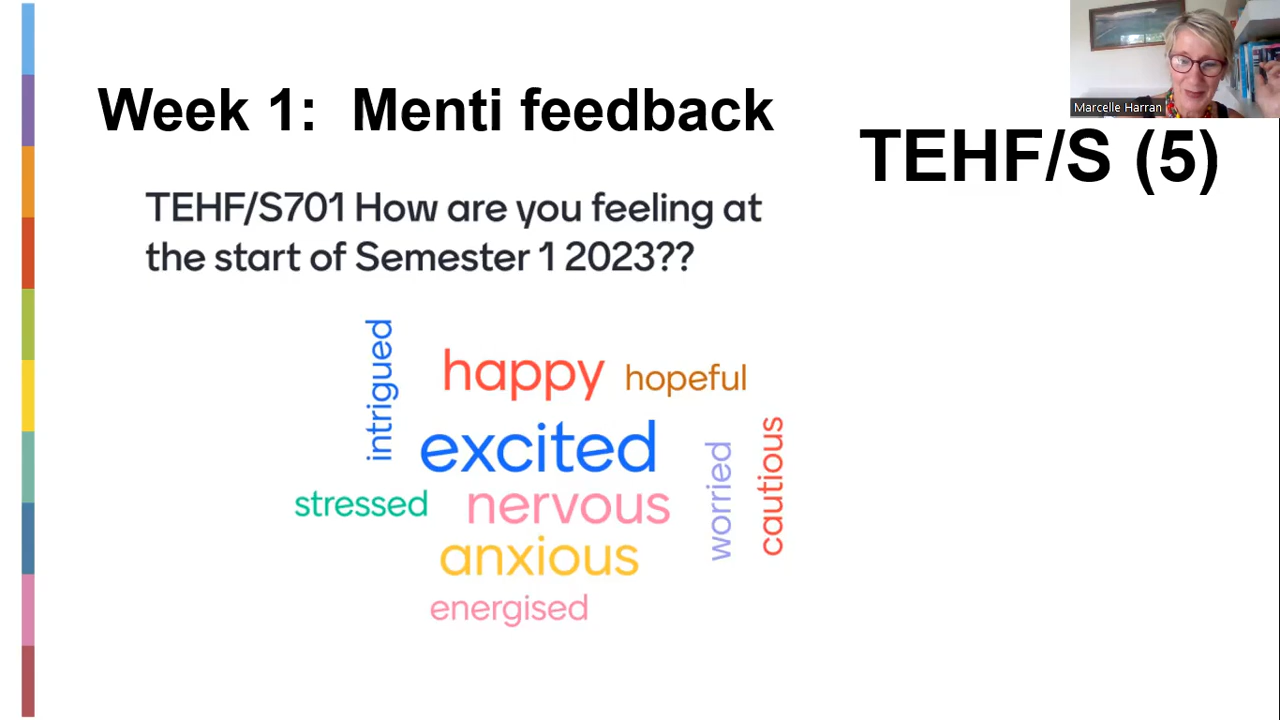 Marcelle Harran
Week 1:  Menti feedback
TEHF/S (5)
TEHF/S701 How are you feeling at
the start of Semester 1 2023??
intrigued
happy
hopeful
excited
worried
cautious
stressed
nervous
anxious
energised